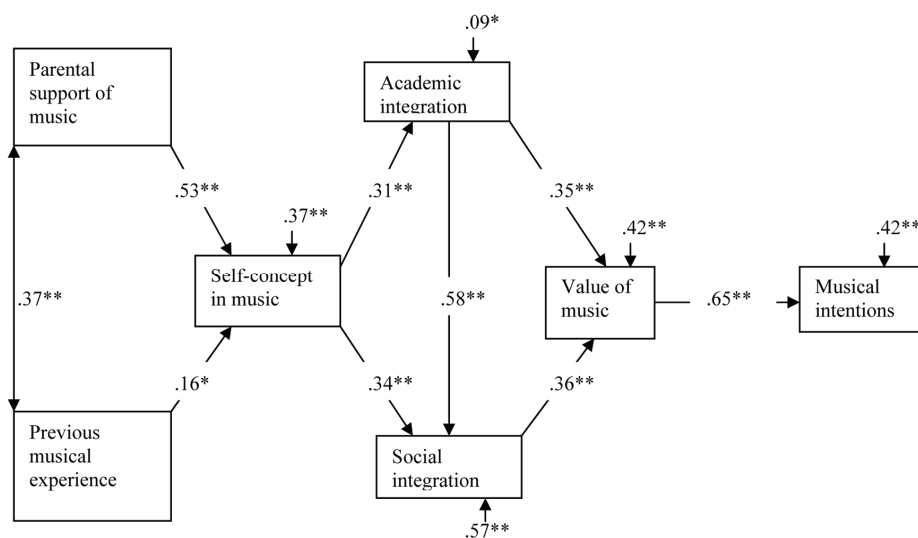 .09*
Parental
support of
music
Academic
integration
.53**
.31**
.35**
.37**
.42**
.42**
Self-concept
in music
Value of
music
Musical
intentions
.37**
.58**
.65**
.16*
.34**
.36**
Previous
musical
experience
Social
integration
.57**